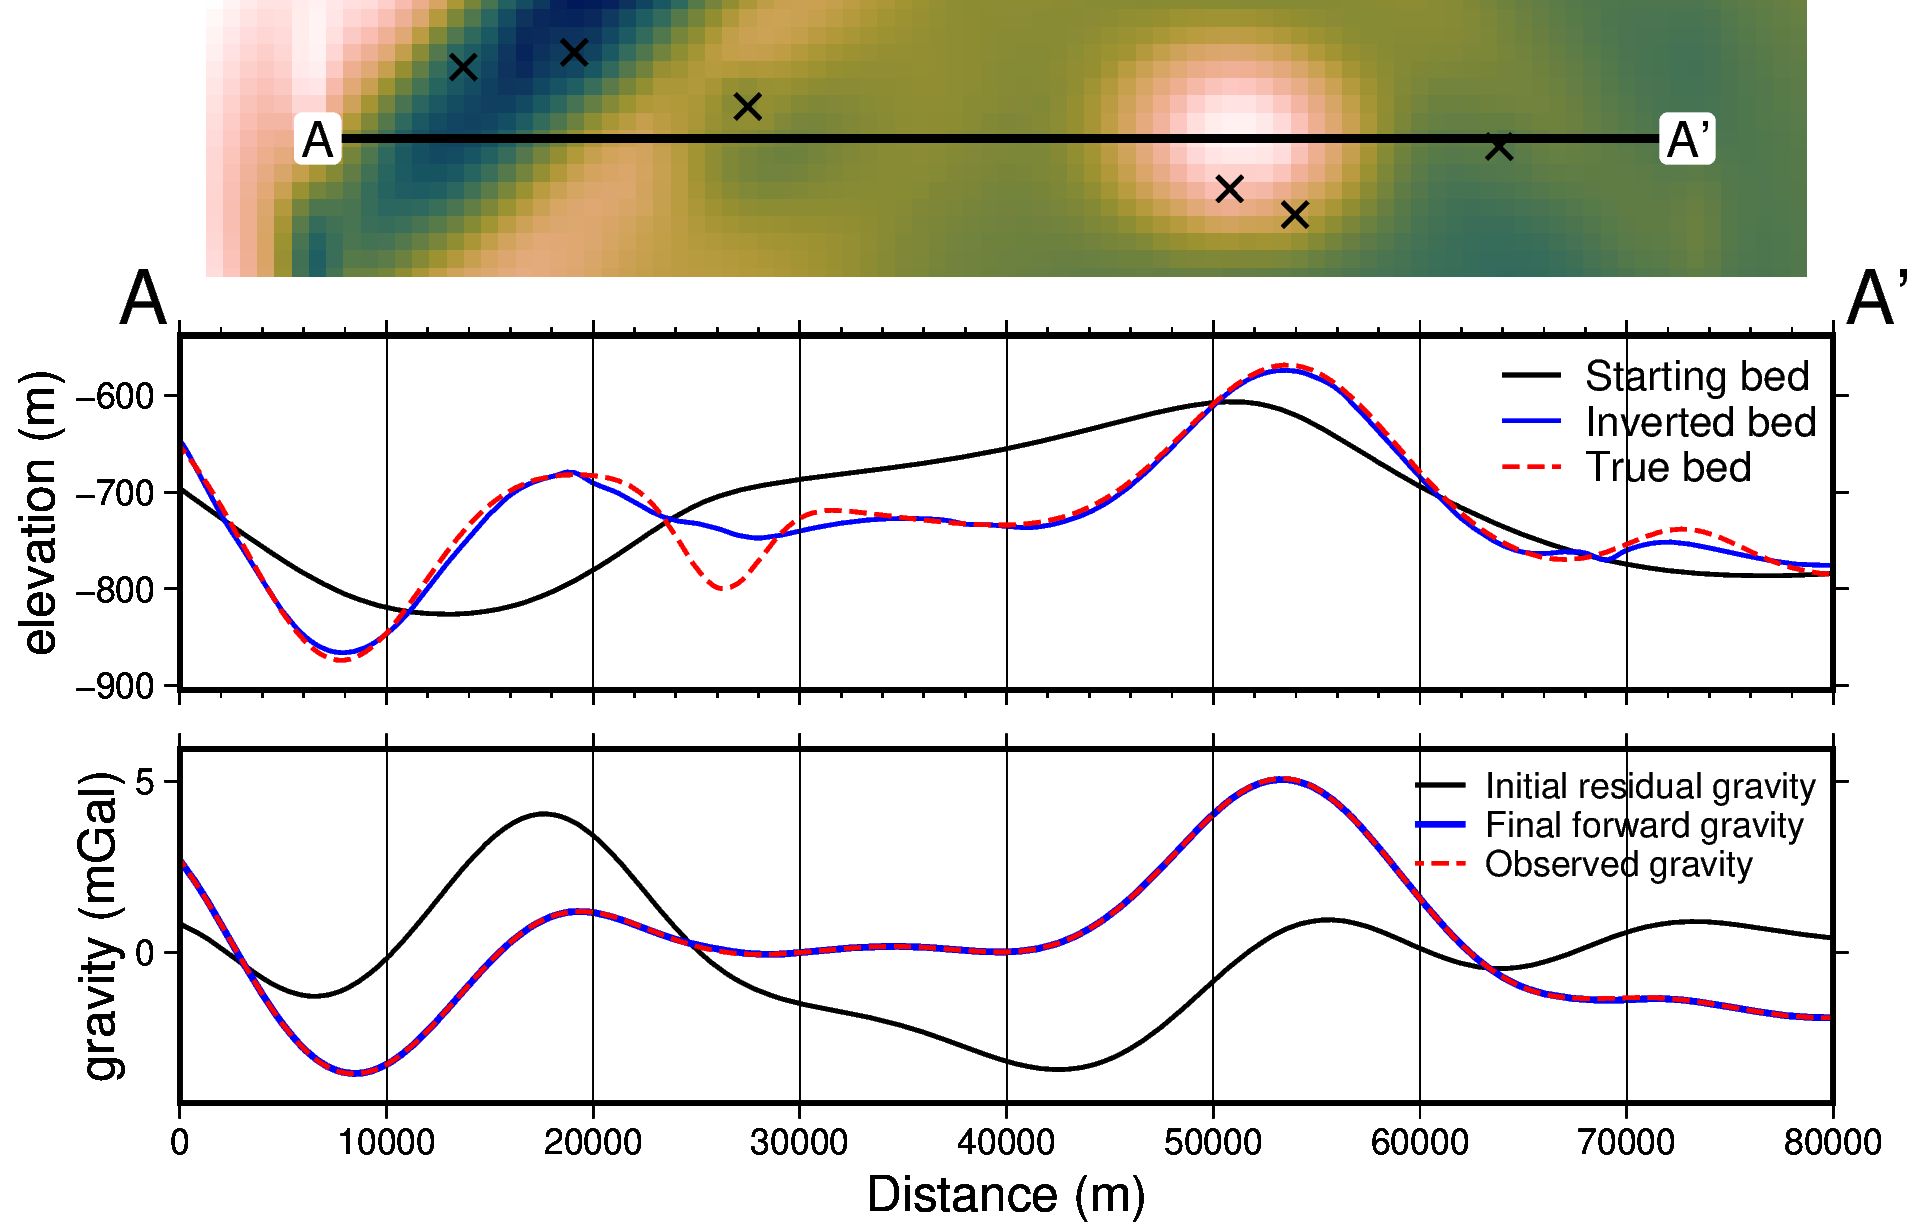 A
A’
A
A’
elevation (m)
−600
−700
−800
−900
Starting bed
Inverted bed
True bed
gravity (mGal)
5
0
Initial residual gravity
Final forward gravity
Observed gravity
0 10000 20000 30000 40000 50000 60000 70000 80000
Distance (m)